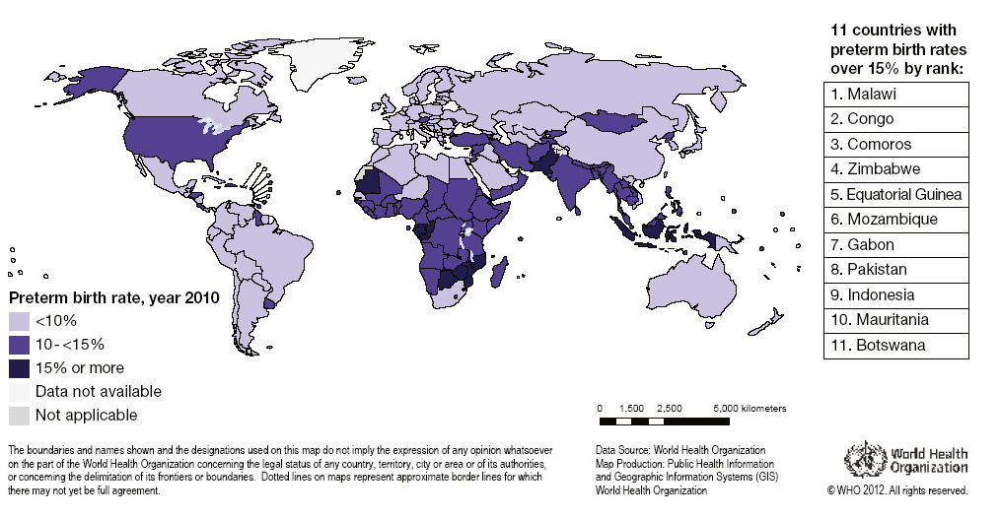 11 countries with
preterm birth rates
over 15% by rank:
1. Malawi
2. Congo
3. Comoros
4. Zimbabwe
5. Equatorial Guinea
6. Mozambique
7. Gabon
8. Pakistan
9. Indonesia
10. Mauritania
11. Botswana
Preterm birth rate, year 2010
<10%
10-<15%
15% or more
Data not available
Not applicable
0 1,500 2,500 5,000 kilometers
The boundaries and names shown and the designations used on this map do not imply the expression of any opinion whatsoever
on the part of the World Health Organization concerning the legal status of any country, territory, city or area or of its authorities,
or concerning the delimitation of its frontiers or boundaries. Dotted lines on maps represent approximate border lines for which
there may not yet be full agreement.
Data Source: World Health Organization
Map Production: Public Health Information
and Geographic Information Systems (GIS)
World Health Organization
World Health
Organization
© WHO 2012. All rights reserved.